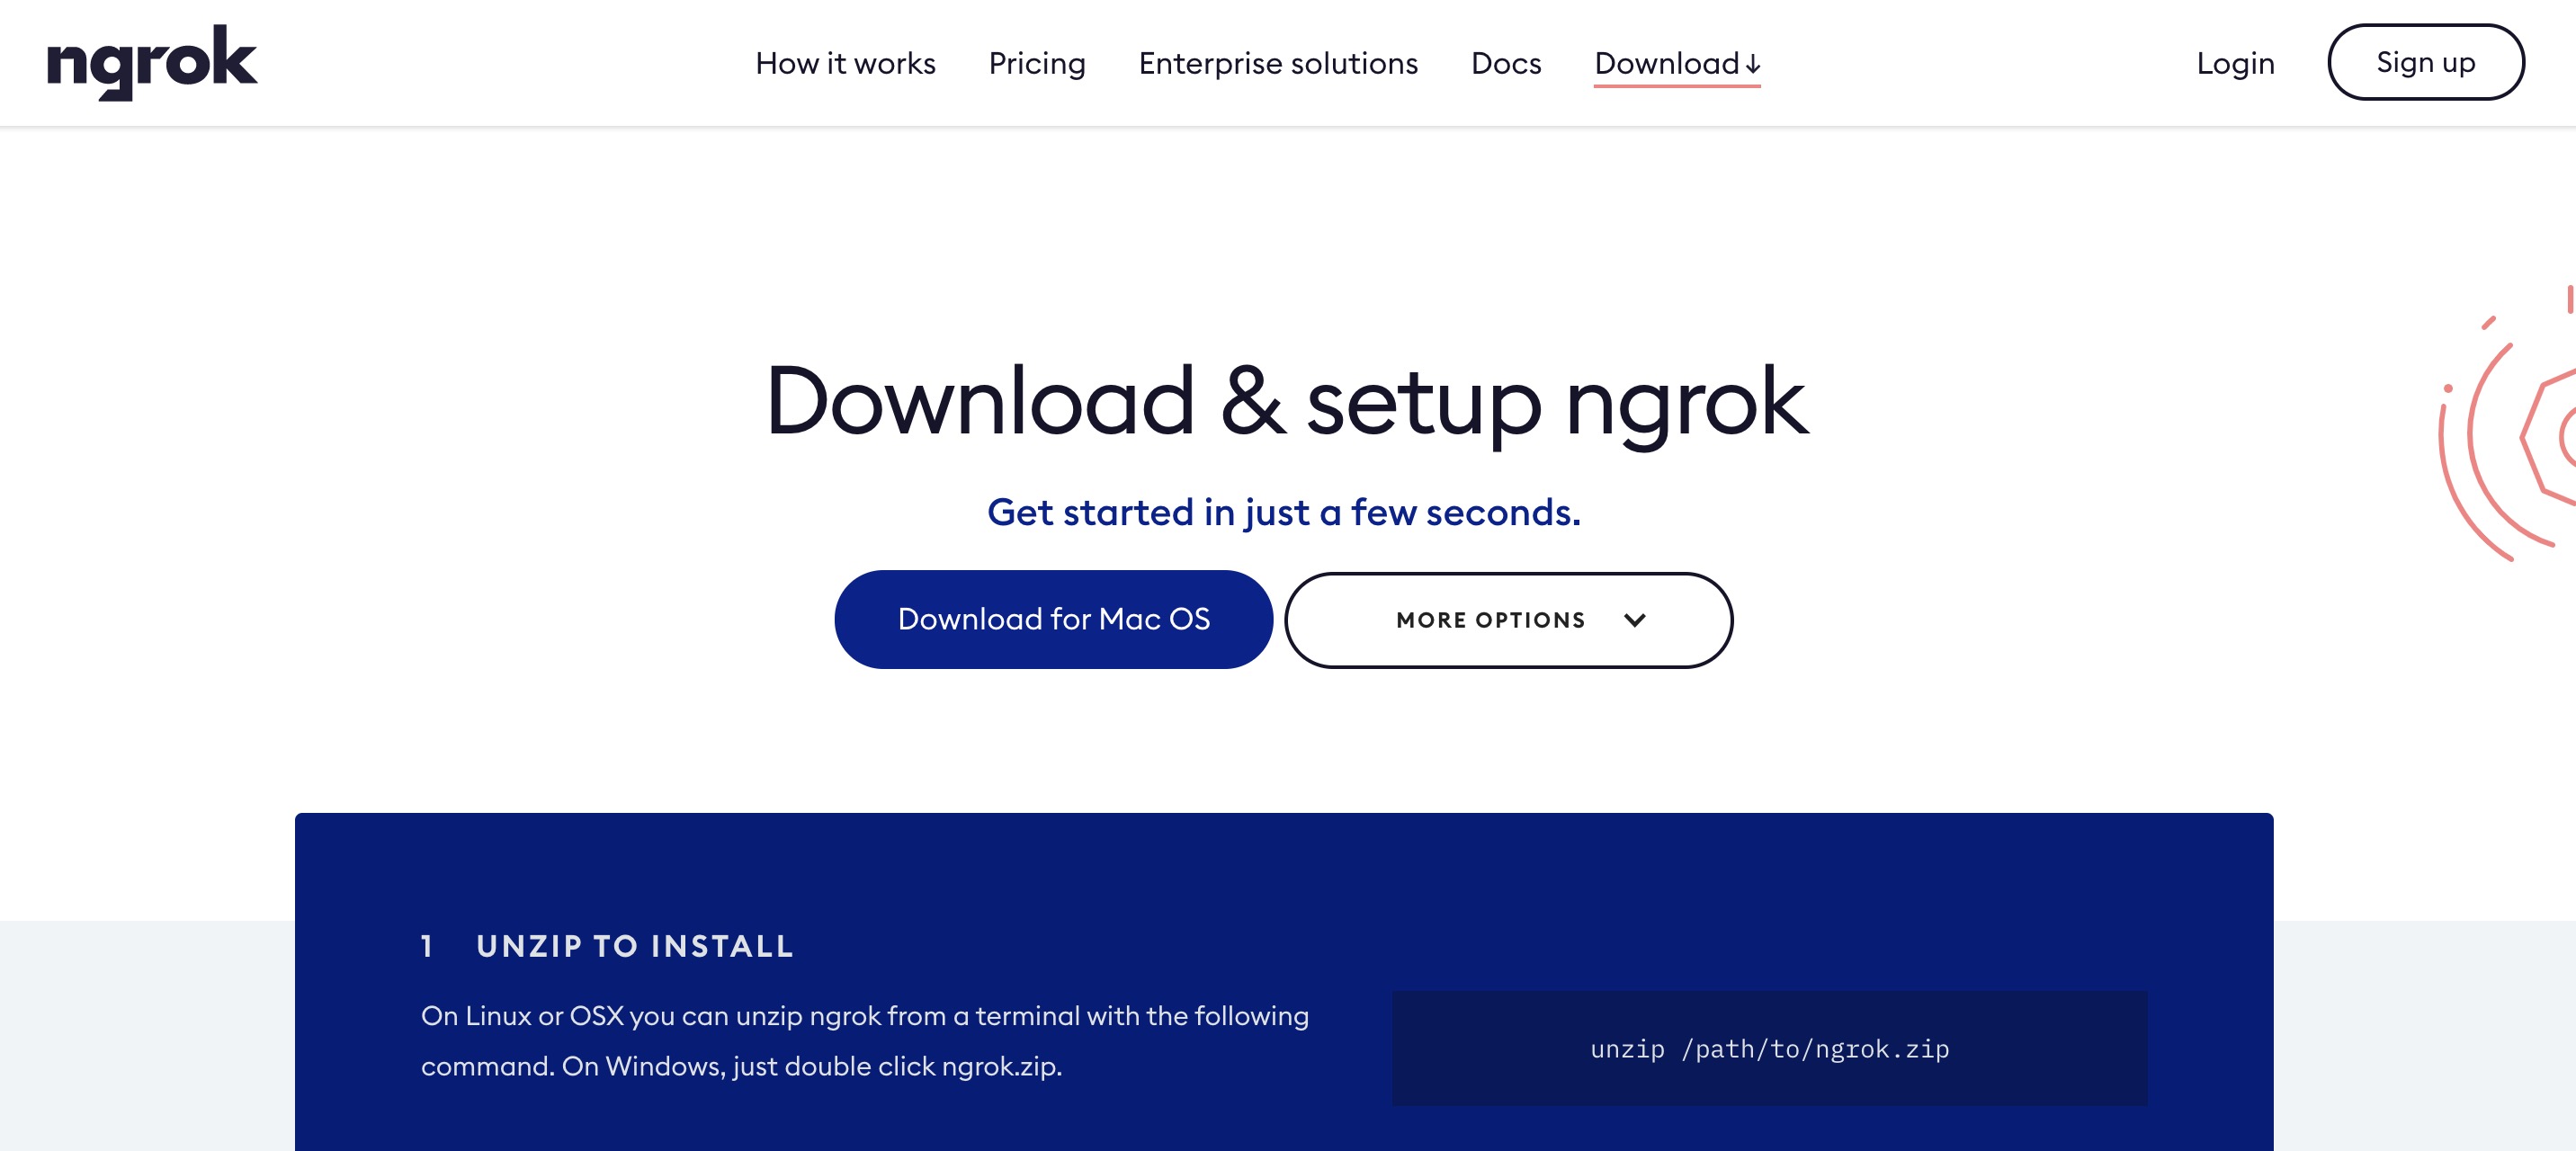 ngrok
How it works Pricing Enterprise solutions Docs Download↓ Login Sign up
Download & setup ngrok
Get started in just a few seconds.
Download for Mac OS MORE OPTIONS
1 UNZIP TO INSTALL
On Linux or OSX you can unzip ngrok from a terminal with the following
command. On Windows, just double click ngrok.zip.
unzip /path/to/ngrok.zip